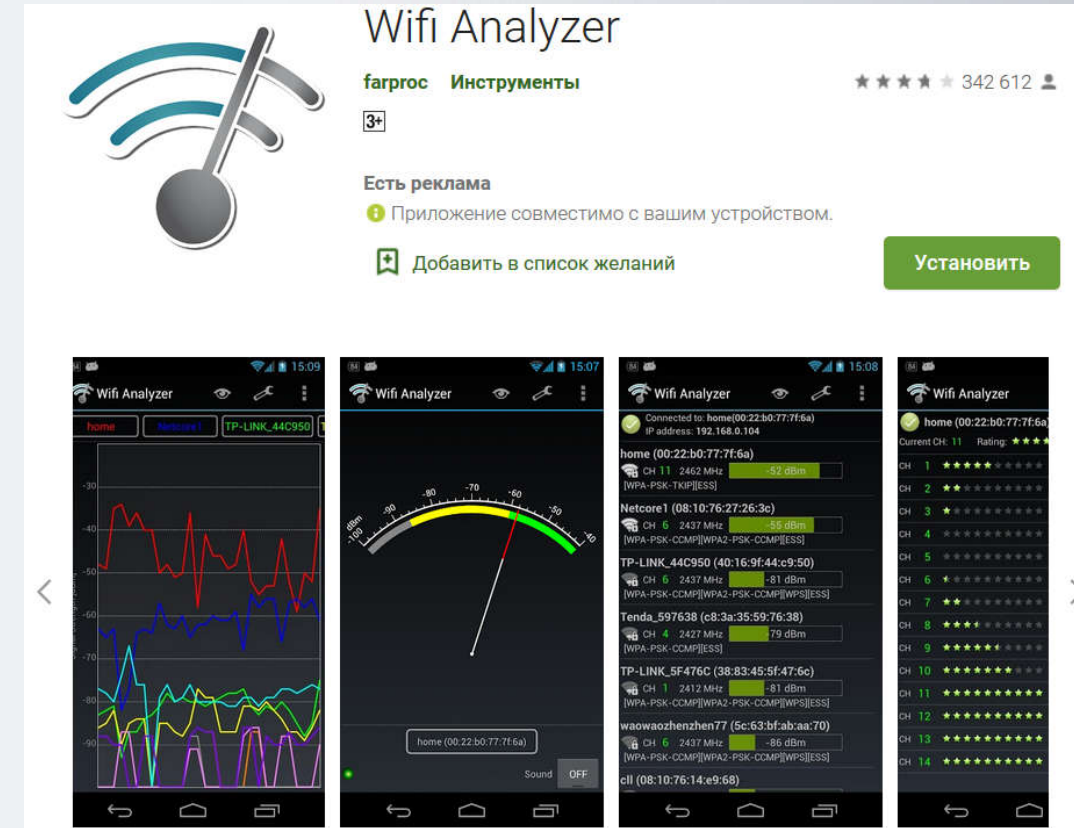 Wifi Analyzer
farproc Инструменты
342 612
3+
Есть реклама
Приложение совместимо с вашим устройством.
Добавить в список желаний
Установить
84 15:09
Wifi Analyzer
home Netcore1 TP-LINK_44C950
-30
-40
-50
-60
-70
-80
-90
84 15:07
Wifi Analyzer
dBm
-100 -90 -80 -70 -60 -50 -40
home (00:22:b0:77:7f:6a)
Sound OFF
84 15:08
Wifi Analyzer
Connected to: home(00:22:b0:77:7f:6a)
IP address: 192.168.0.104
home (00:22:b0:77:7f:6a)
CH 11 2462 MHz -52 dBm
[WPA-PSK-TKIP][ESS]
Netcore1 (08:10:76:27:26:3c)
CH 6 2437 MHz -55 dBm
[WPA-PSK-CCMP][WPA2-PSK-CCMP][ESS]
TP-LINK_44C950 (40:16:9f:44:c9:50)
CH 6 2437 MHz -81 dBm
[WPA-PSK-CCMP][WPA2-PSK-CCMP][WPS][ESS]
Tenda_597638 (c8:3a:35:59:76:38)
CH 4 2427 MHz -79 dBm
[WPA-PSK-CCMP][ESS]
TP-LINK_5F476C (38:83:45:5f:47:6c)
CH 1 2412 MHz -81 dBm
[WPA-PSK-CCMP][WPA2-PSK-CCMP][WPS][ESS]
waowaozhenzhen77 (5c:63:bf:ab:aa:70)
CH 6 2437 MHz -86 dBm
[WPA-PSK-CCMP][WPA2-PSK-CCMP][WPS][ESS]
cll (08:10:76:14:e9:68)
84
Wifi Analyzer
home (00:22:b0:77:7f:6a)
Current CH: 11 Rating:
CH 1
CH 2
CH 3
CH 4
CH 5
CH 6
CH 7
CH 8
CH 9
CH 10
CH 11
CH 12
CH 13
CH 14